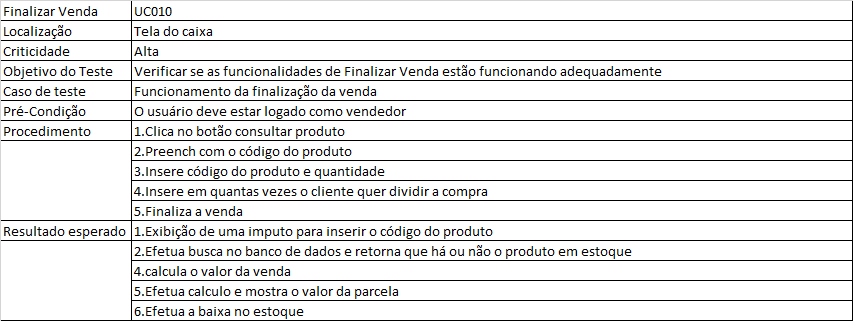 Finalizar Venda UC010
Localização Tela do caixa
Criticidade Alta
Objetivo do Teste Verificar se as funcionalidades de Finalizar Venda estão funcionando adequadamente
Caso de teste Funcionamento da finalização da venda
Pré-Condição O usuário deve estar logado como vendedor
Procedimento 1.Clica no botão consultar produto
2.Preench com o código do produto
3.Insere código do produto e quantidade
4.Insere em quantas vezes o cliente quer dividir a compra
5.Finaliza a venda
Resultado esperado 1.Exibição de uma imputo para inserir o código do produto
2.Efetua busca no banco de dados e retorna que há ou não o produto em estoque
4.calcula o valor da venda
5.Efetua calculo e mostra o valor da parcela
6.Efetua a baixa no estoque